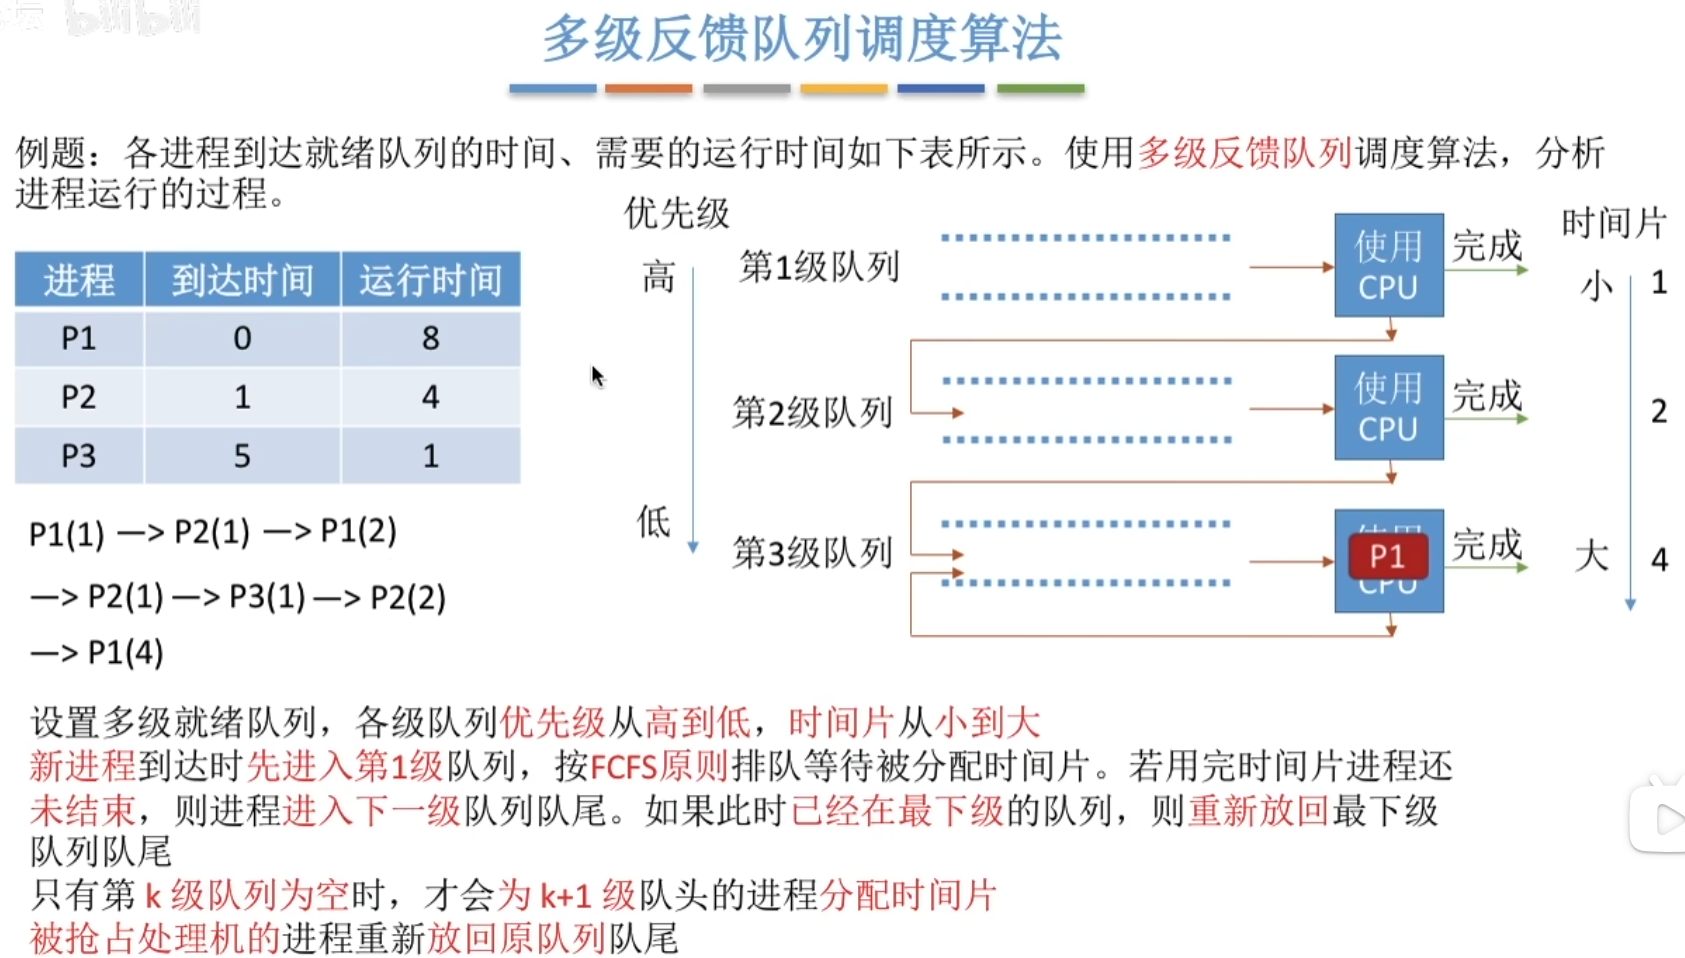 bilibili
多级反馈队列调度算法
例题：各进程到达就绪队列的时间、需要的运行时间如下表所示。使用多级反馈队列调度算法，分析
进程运行的过程。
进程 到达时间 运行时间
P1 0 8
P2 1 4
P3 5 1
P1(1) —> P2(1) —> P1(2)
—> P2(1) —> P3(1) —> P2(2)
—> P1(4)
优先级
高
低
第1级队列
使用
CPU
完成
第2级队列
使用
CPU
完成
第3级队列
P1
CPU
完成
时间片
小 1
2
大 4
设置多级就绪队列，各级队列优先级从高到低，时间片从小到大
新进程到达时先进入第1级队列，按FCFS原则排队等待被分配时间片。若用完时间片进程还
未结束，则进程进入下一级队列队尾。如果此时已经在最下级的队列，则重新放回最下级
队列队尾
只有第 k 级队列为空时，才会为 k+1 级队头的进程分配时间片
被抢占处理机的进程重新放回原队列队尾